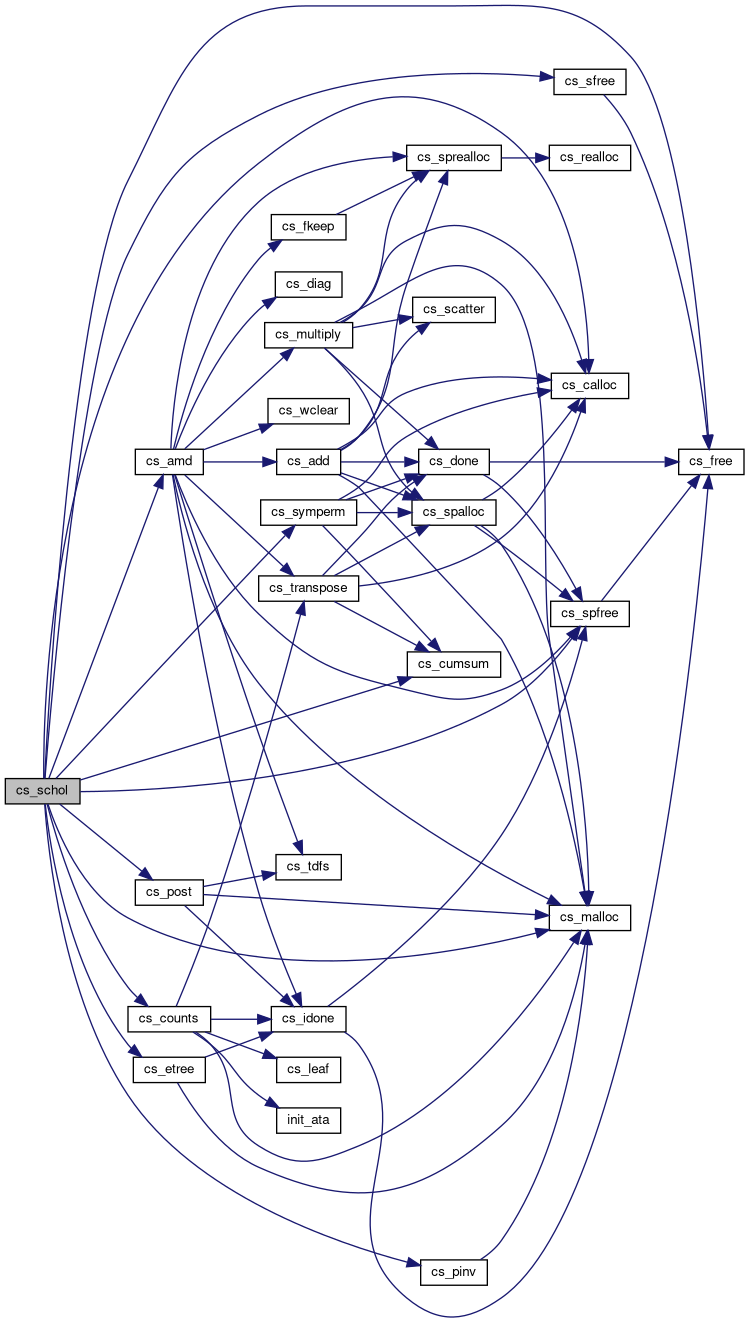 cs_sfree
cs_sprealloc
cs_realloc
cs_fkeep
cs_diag
cs_scatter
cs_multiply
cs_calloc
cs_wclear
cs_amd
cs_add
cs_done
cs_free
cs_symperm
cs_spalloc
cs_transpose
cs_spfree
cs_cumsum
cs_schol
cs_tdfs
cs_post
cs_malloc
cs_counts
cs_idone
cs_etree
cs_leaf
init_ata
cs_pinv